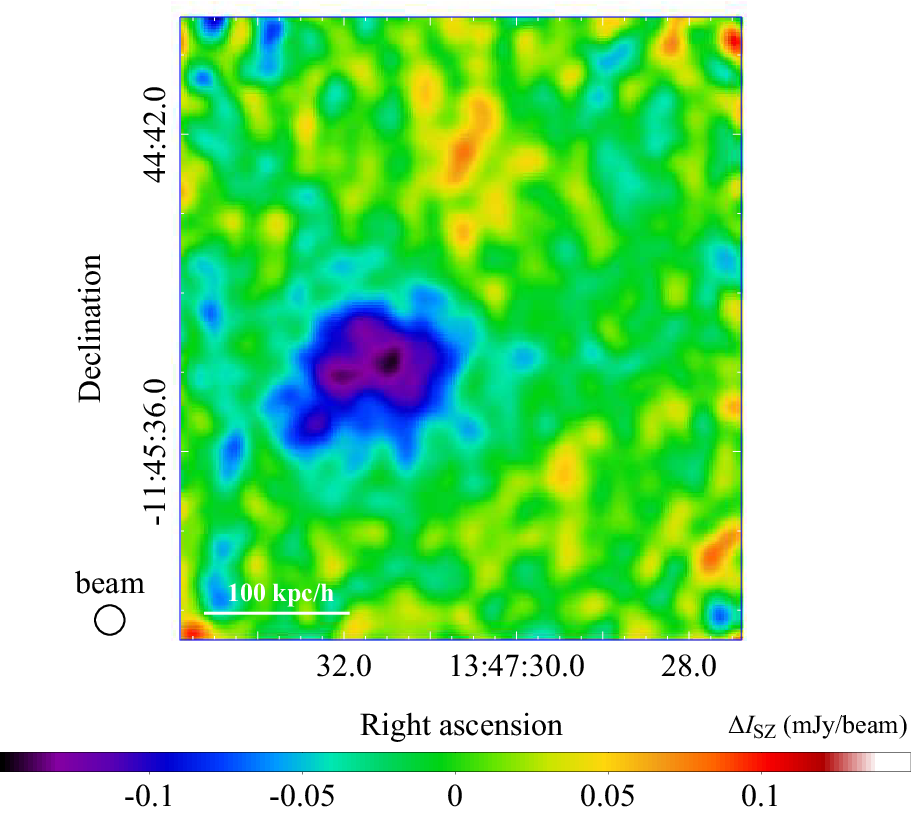 44:42.0
Declination
-11:45:36.0
beam
100 kpc/h
32.0 13:47:30.0 28.0
Right ascension
ΔI_SZ (mJy/beam)
-0.1 -0.05 0 0.05 0.1